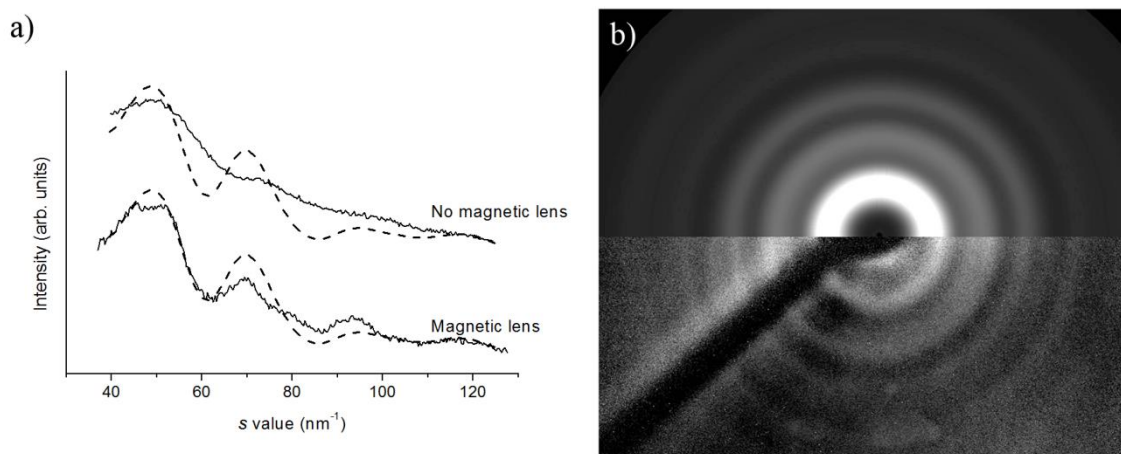 a)
b)
Intensity (arb. units)
No magnetic lens
Magnetic lens
40 60 80 100 120
s value (nm⁻¹)